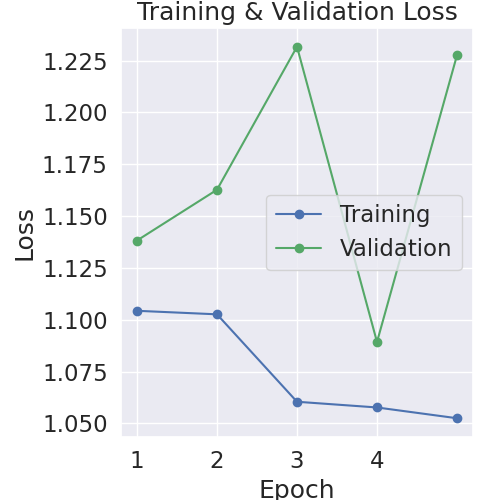 Training & Validation Loss
1.225
1.200
1.175
1.150
1.125
1.100
1.075
1.050
Loss
Training
Validation
1 2 3 4
Epoch